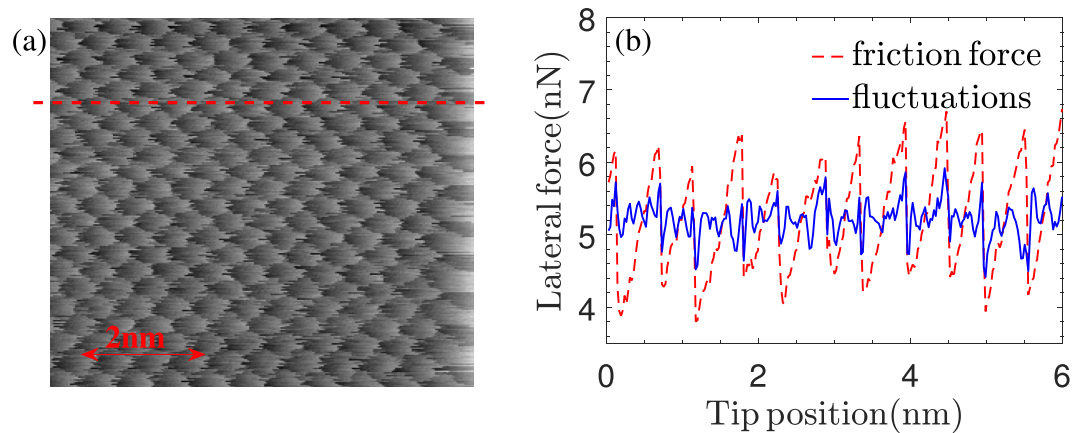 (a)
2nm
(b)
friction force
fluctuations
Lateral force(nN)
8
7
6
5
4
0 2 4 6
Tip position(nm)